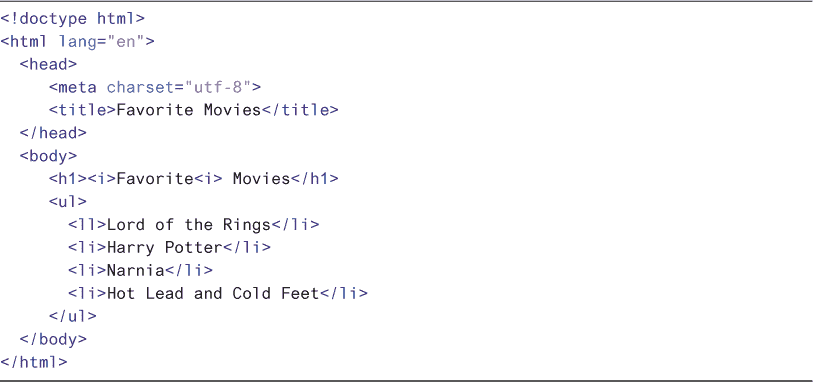 <!doctype html>
<html lang="en">
<head>
<meta charset="utf-8">
<title>Favorite Movies</title>
</head>
<body>
<h1><i>Favorite<i> Movies</h1>
<ul>
<ll>Lord of the Rings</li>
<li>Harry Potter</li>
<li>Narnia</li>
<li>Hot Lead and Cold Feet</li>
</ul>
</body>
</html>